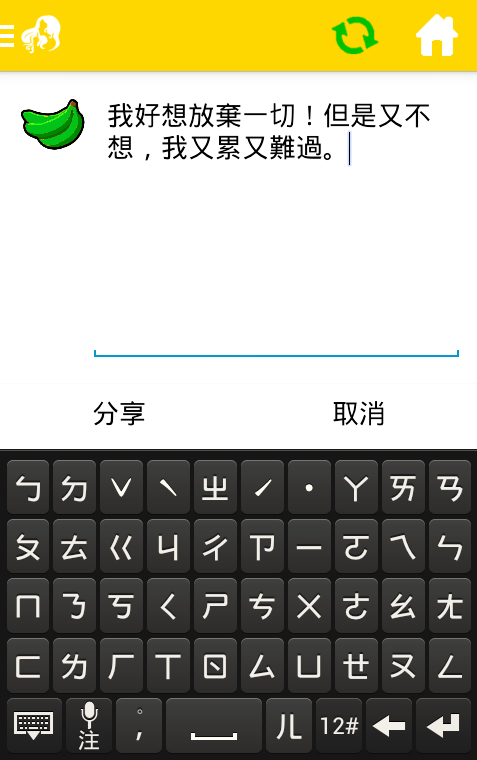 我好想放棄一切！但是又不
想，我又累又難過。
分享
取消
ㄅ ㄉ ˇ ˋ ㄓ ˊ ˙ ㄚ ㄞ ㄢ
ㄆ ㄊ ㄍ ㄐ ㄔ ㄗ ㄧ ㄛ ㄟ ㄣ
ㄇ ㄋ ㄎ ㄑ ㄕ ㄘ ㄨ ㄜ ㄠ ㄤ
ㄈ ㄌ ㄏ ㄒ ㄖ ㄙ ㄩ ㄝ ㄡ ㄥ
注 ° , ㄦ 12#